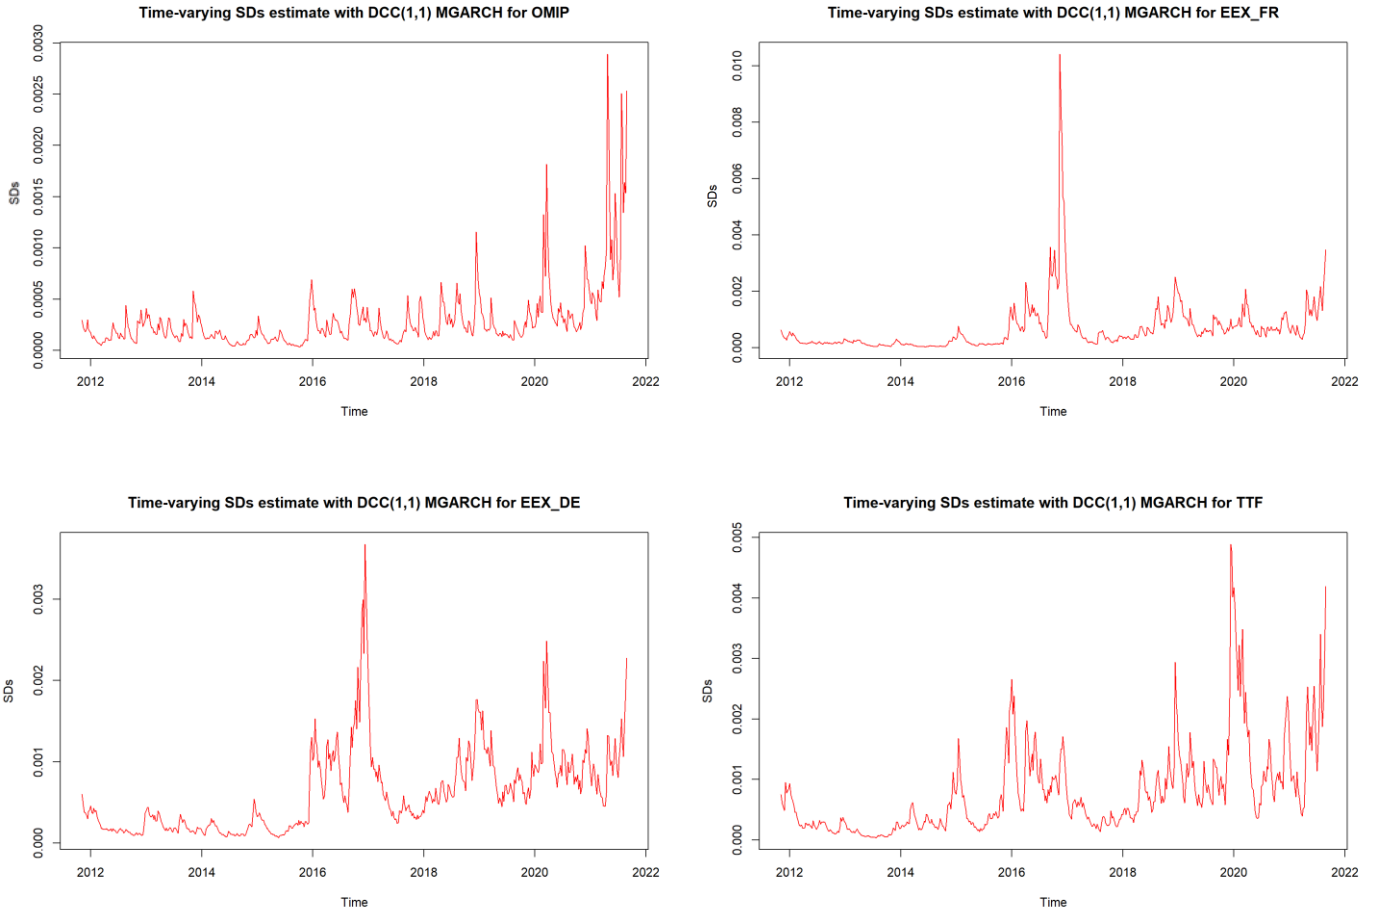 Time-varying SDs estimate with DCC(1,1) MGARCH for OMIP
SDs
0.0030
0.0025
0.0020
0.0015
0.0010
0.0005
0.0000
2012 2014 2016 2018 2020 2022
Time
Time-varying SDs estimate with DCC(1,1) MGARCH for EEX_FR
SDs
0.010
0.008
0.006
0.004
0.002
0.000
2012 2014 2016 2018 2020 2022
Time
Time-varying SDs estimate with DCC(1,1) MGARCH for EEX_DE
SDs
0.003
0.002
0.001
0.000
2012 2014 2016 2018 2020 2022
Time
Time-varying SDs estimate with DCC(1,1) MGARCH for TTF
SDs
0.005
0.004
0.003
0.002
0.001
0.000
2012 2014 2016 2018 2020 2022
Time